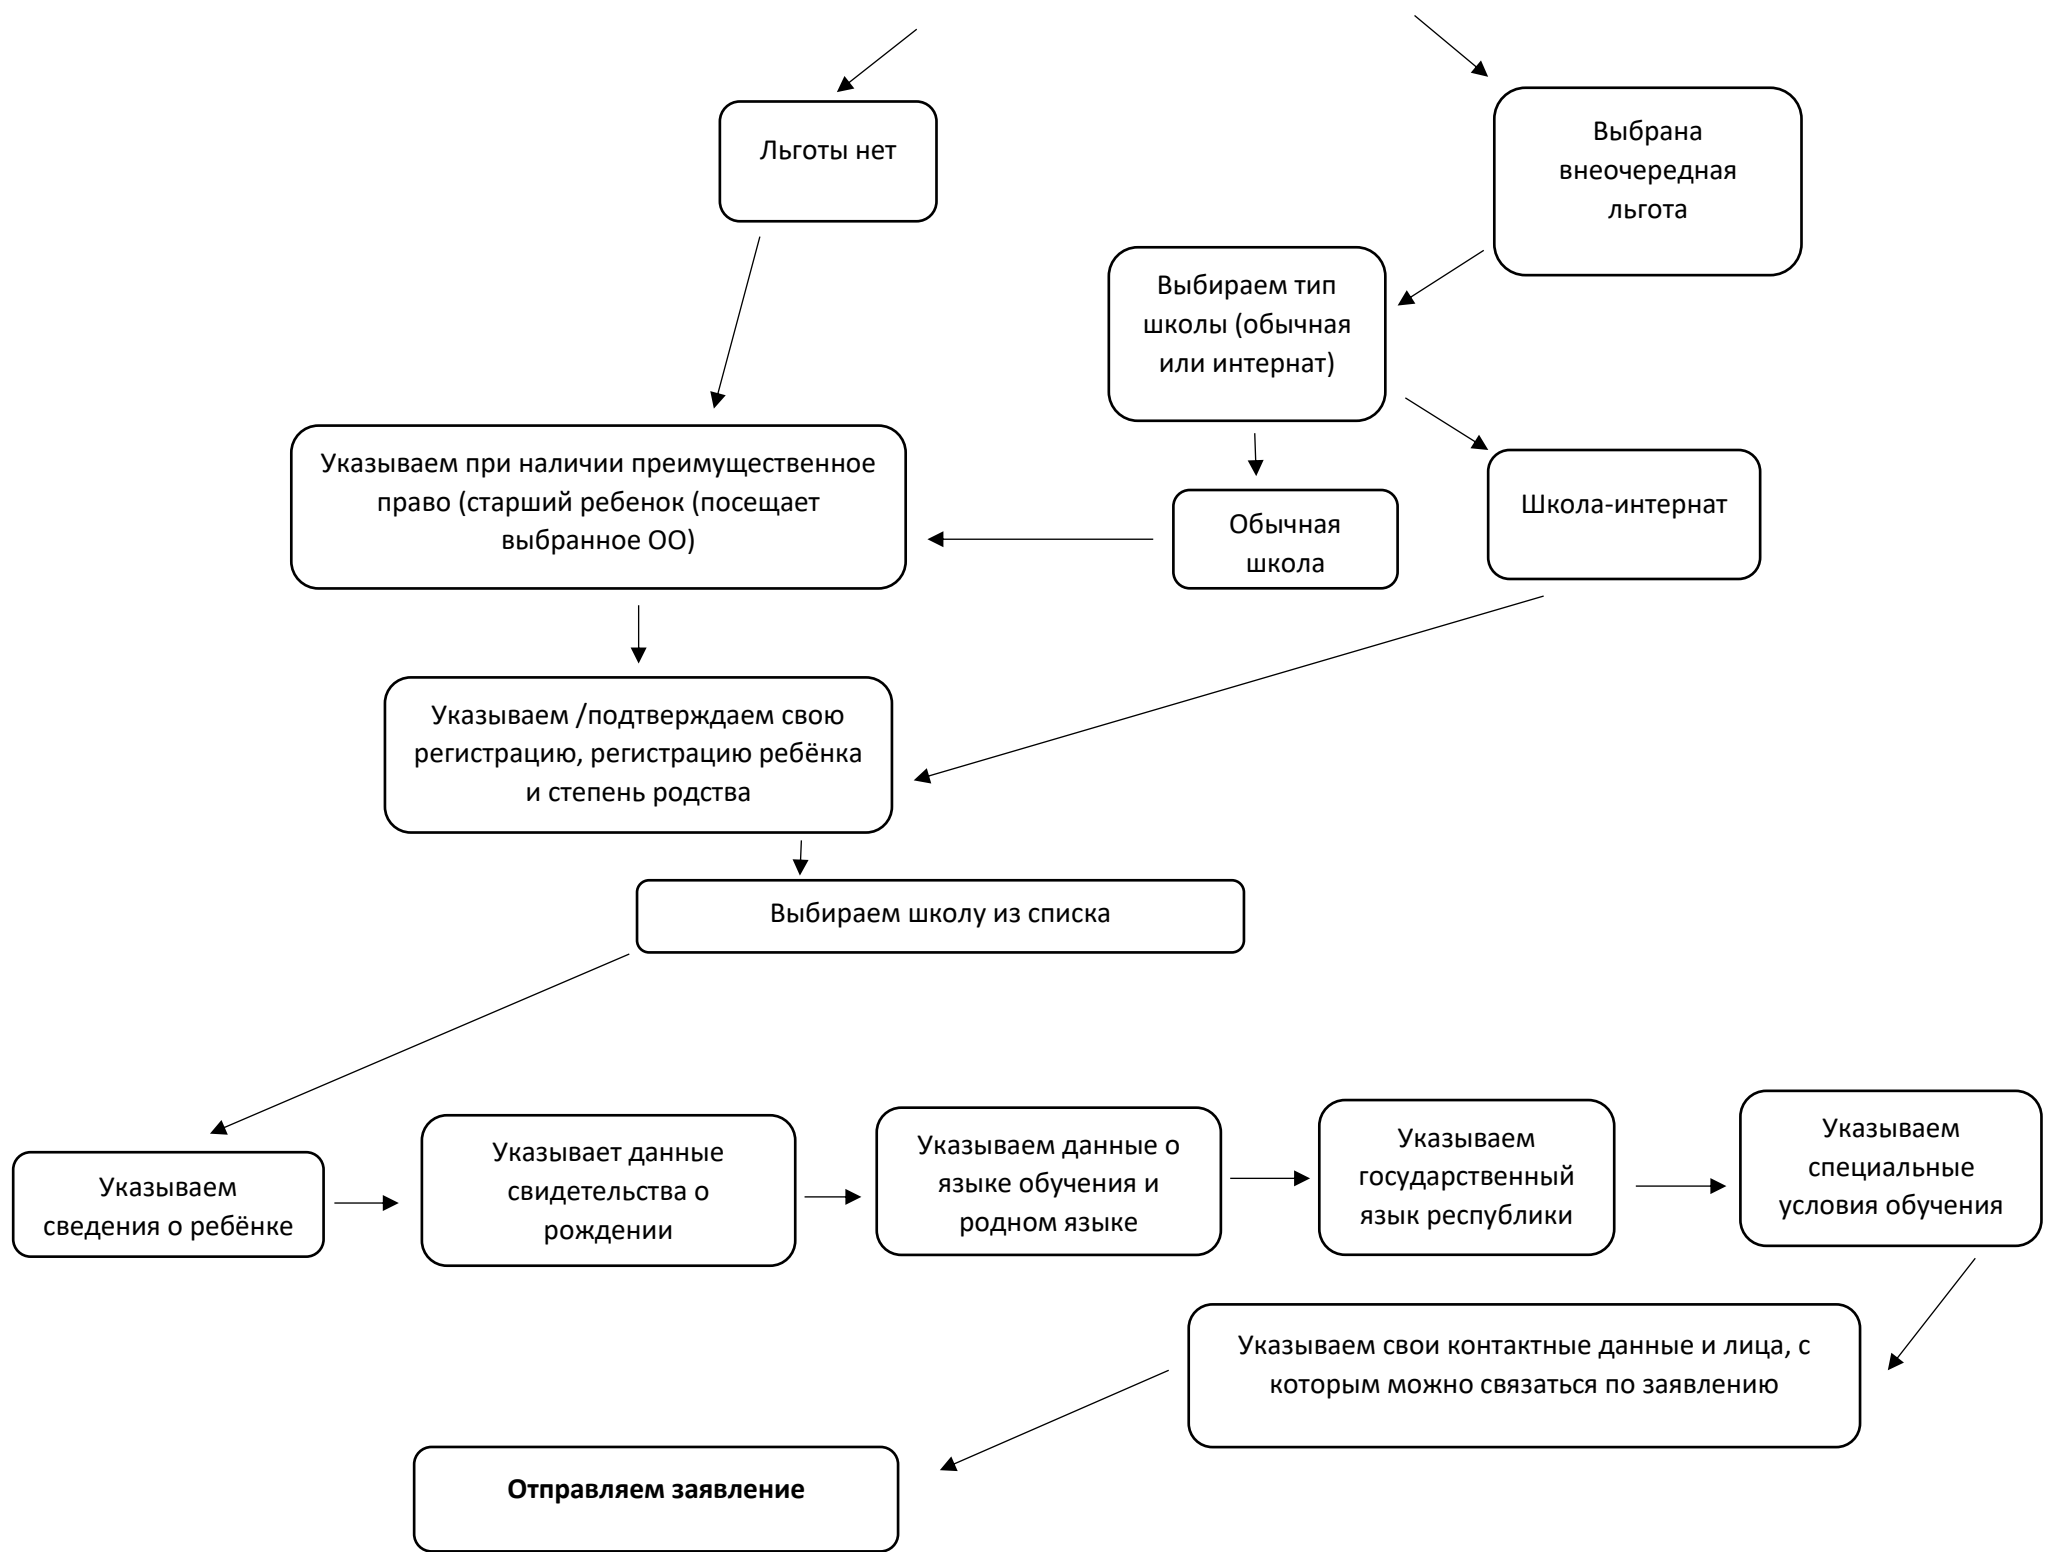 Льготы нет
Выбрана
внеочередная
льгота
Выбираем тип
школы (обычная
или интернат)
Указываем при наличии преимущественное
право (старший ребенок (посещает
выбранное ОО)
Обычная
школа
Школа-интернат
Указываем /подтверждаем свою
регистрацию, регистрацию ребёнка
и степень родства
Выбираем школу из списка
Указываем
сведения о ребёнке
Указывает данные
свидетельства о
рождении
Указываем данные о
языке обучения и
родном языке
Указываем
государственный
язык республики
Указываем
специальные
условия обучения
Указываем свои контактные данные и лица, с
которым можно связаться по заявлению
Отправляем заявление